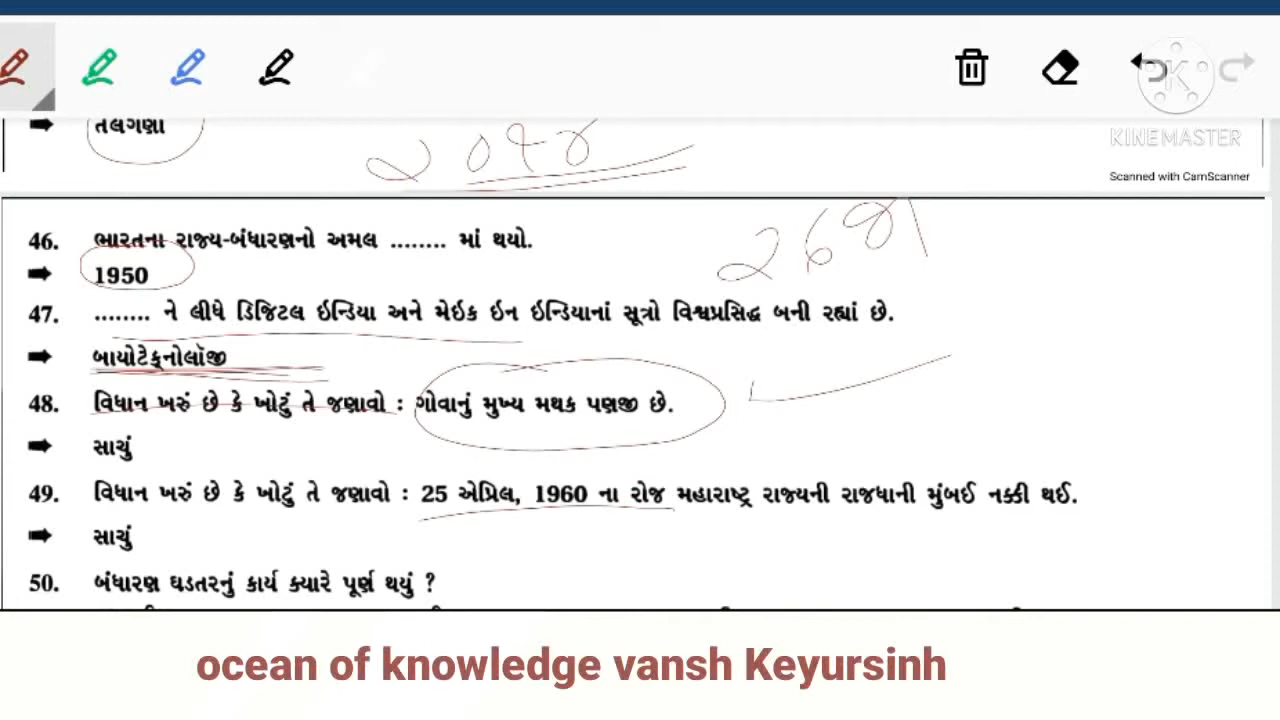 તેલંગણા
૨૦૧૪
KINEMASTER
Scanned with CamScanner
46. ભારતના રાજ્ય-બંધારણનો અમલ ........ માં થયો.
➡ 1950
47. ........ ને લીધે ડિજિટલ ઇન્ડિયા અને મેઇક ઇન ઇન્ડિયાનાં સૂત્રો વિશ્વપ્રસિદ્ધ બની રહ્યાં છે.
➡ બાયોટેક્નોલૉજી
48. વિધાન ખરું છે કે ખોટું તે જણાવો : ગોવાનું મુખ્ય મથક પણજી છે.
➡ સાચું
49. વિધાન ખરું છે કે ખોટું તે જણાવો : 25 એપ્રિલ, 1960 ના રોજ મહારાષ્ટ્ર રાજ્યની રાજધાની મુંબઈ નક્કી થઈ.
➡ સાચું
50. બંધારણ ઘડતરનું કાર્ય ક્યારે પૂર્ણ થયું ?
ocean of knowledge vansh Keyursinh